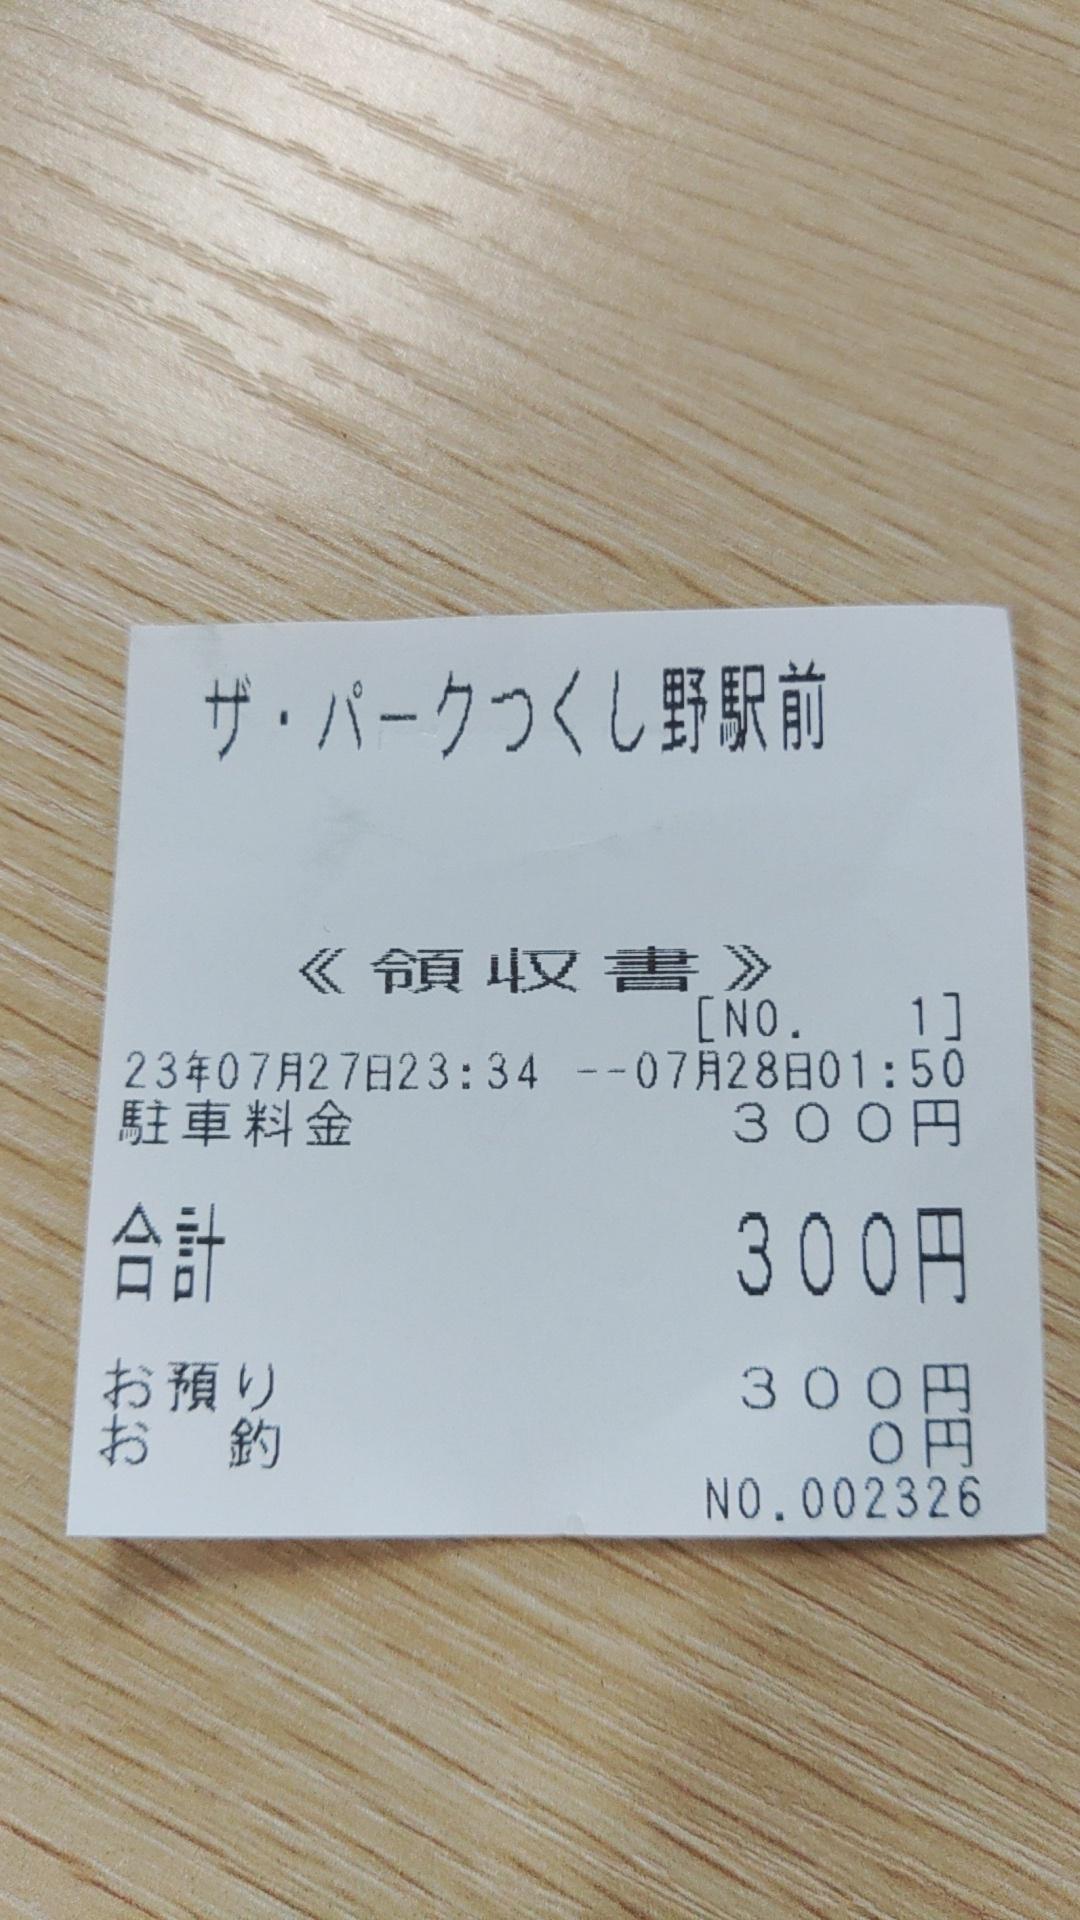 ザ・パークつくし野駅前
《領収書》
[NO.　　1]
23年07月27日23:34 --07月28日01:50
駐車料金　　　300円
合計　　　300円
お預り　　　300円
お　釣　　　0円
NO.002326